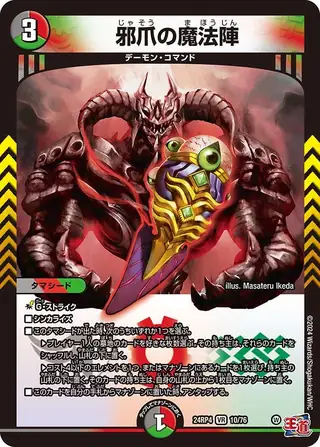 3
じゃそう まほうじん
邪爪の魔法陣
デーモン・コマンド
illus. Masateru Ikeda
タマシード
G・ストライク
シンカライズ
このタマシードが出た時、次のうちいずれか1つを選ぶ。
▶プレイヤー1人の墓地のカードを好きな枚数選ぶ。その持ち主は、それらのカードを
シャッフルし、山札の下に置く。
▶コスト4以下のエレメントを1つまたはマナゾーンにあるカードを1枚選び、持ち主の
山札の下に置く。その持ち主は、自身の山札の上から1枚をマナゾーンに置く。
このカードを自分の手札からマナゾーンに置く時、タップして置く。
1
24RP4 VR 10/76
©2024 Wizards/Shogakukan/WHC
王道